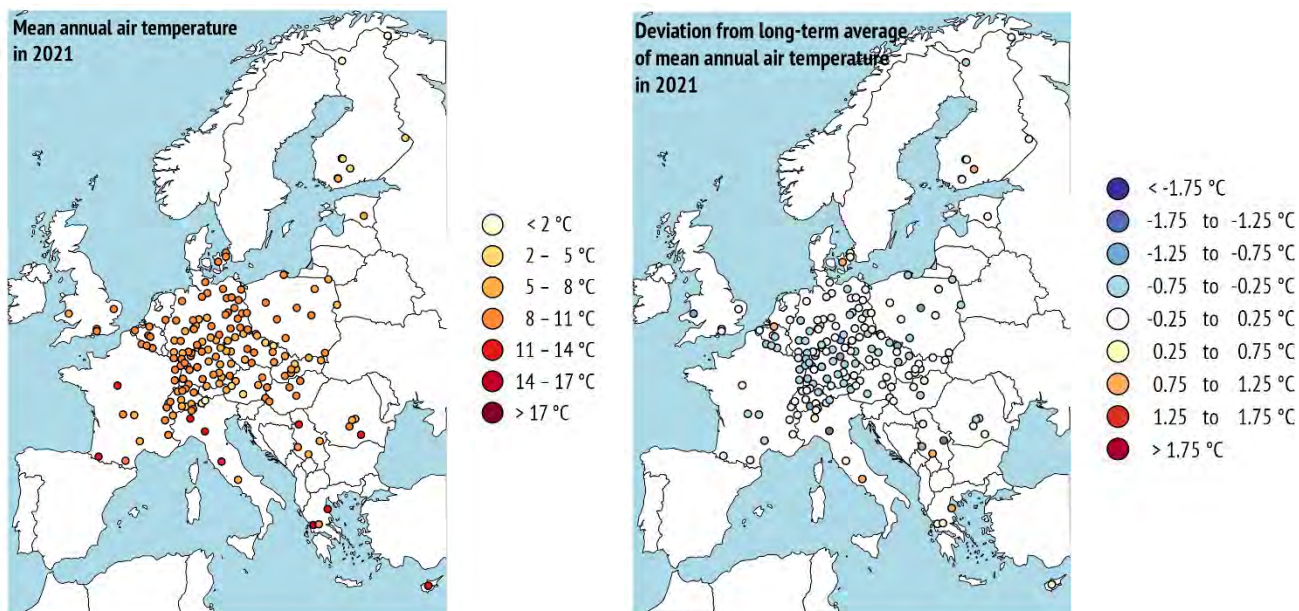 Mean annual air temperature
in 2021
< 2 °C
2 – 5 °C
5 – 8 °C
8 – 11 °C
11 – 14 °C
14 – 17 °C
> 17 °C
Deviation from long-term average
of mean annual air temperature
in 2021
< -1.75 °C
-1.75 to -1.25 °C
-1.25 to -0.75 °C
-0.75 to -0.25 °C
-0.25 to 0.25 °C
0.25 to 0.75 °C
0.75 to 1.25 °C
1.25 to 1.75 °C
> 1.75 °C